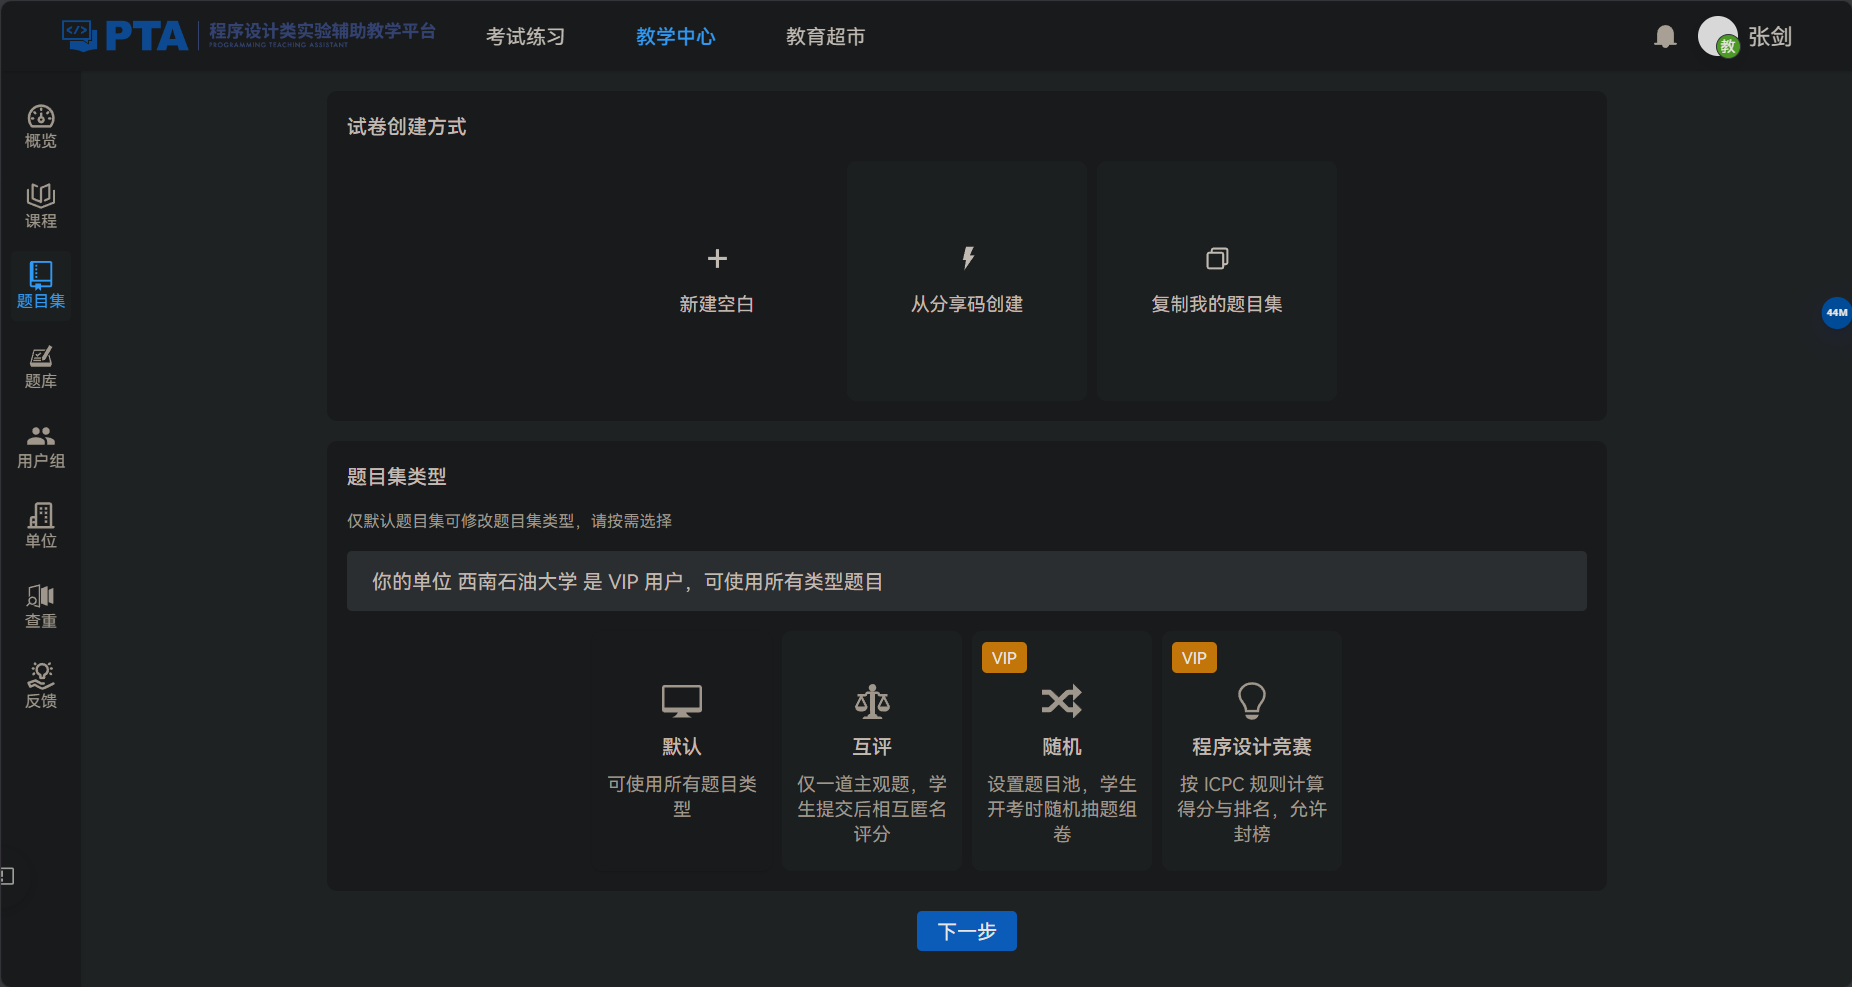 PTA 程序设计类实验辅助教学平台
PROGRAMMING TEACHING ASSISTANT
考试练习
教学中心
教育超市
教
张剑
概览
课程
题目集
题库
用户组
单位
查重
反馈
试卷创建方式
新建空白
从分享码创建
复制我的题目集
44M
题目集类型
仅默认题目集可修改题目集类型，请按需选择
你的单位 西南石油大学 是 VIP 用户，可使用所有类型题目
默认
可使用所有题目类
型
互评
仅一道主观题，学
生提交后相互匿名
评分
VIP
随机
设置题目池，学生
开考时随机抽题组
卷
VIP
程序设计竞赛
按 ICPC 规则计算
得分与排名，允许
封榜
下一步